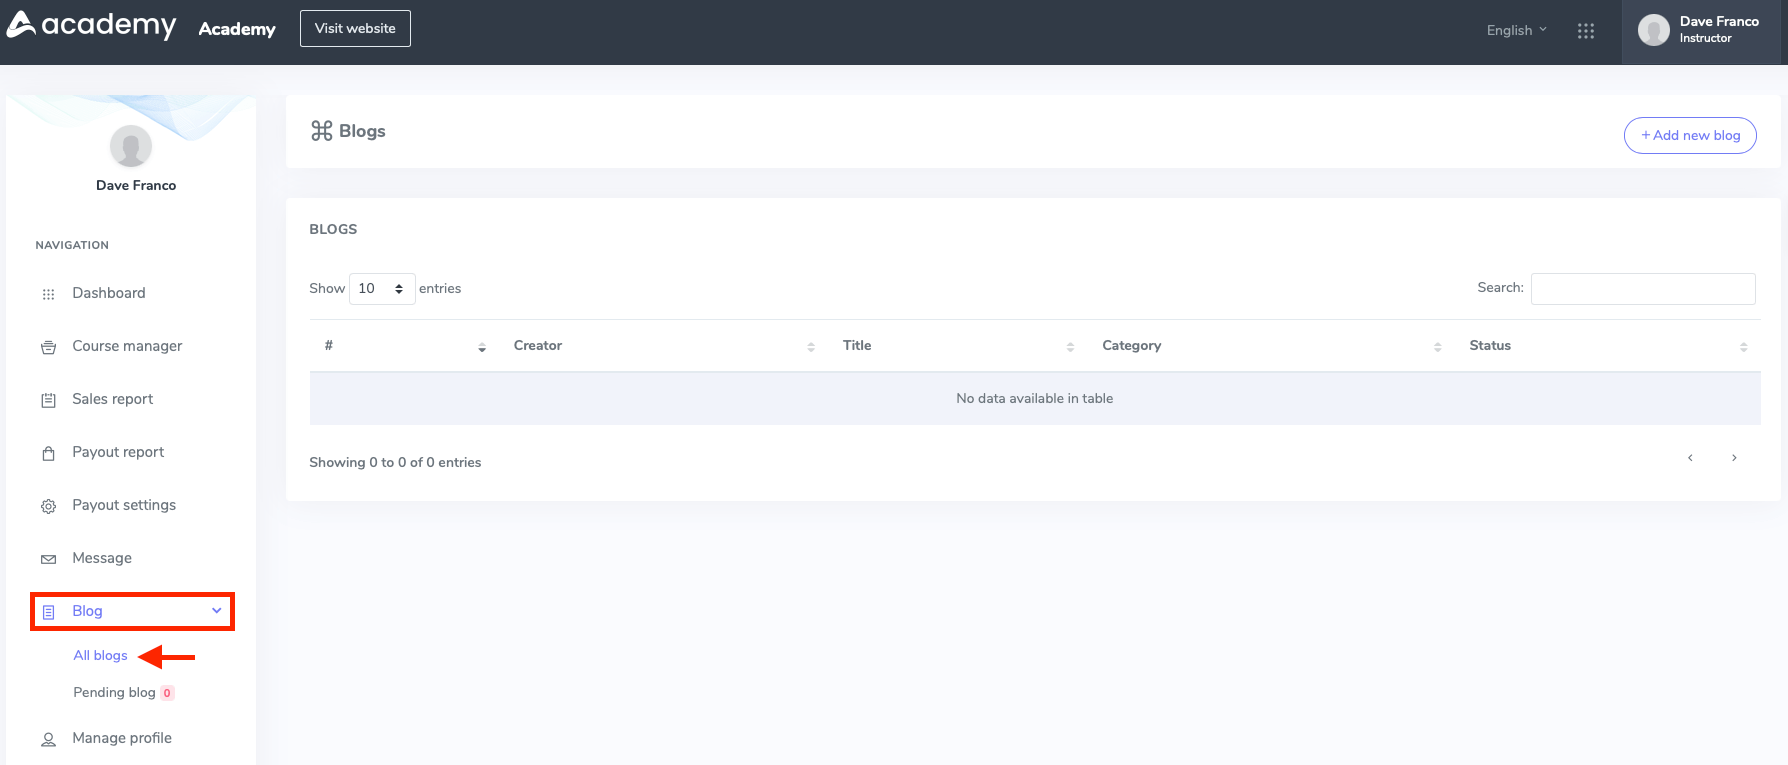 academy Academy Visit website English Dave Franco
Instructor
Dave Franco
NAVIGATION
Dashboard
Course manager
Sales report
Payout report
Payout settings
Message
Blog
All blogs
Pending blog 0
Manage profile
Blogs
+ Add new blog
BLOGS
Show 10 entries
Search:
# Creator Title Category Status
No data available in table
Showing 0 to 0 of 0 entries